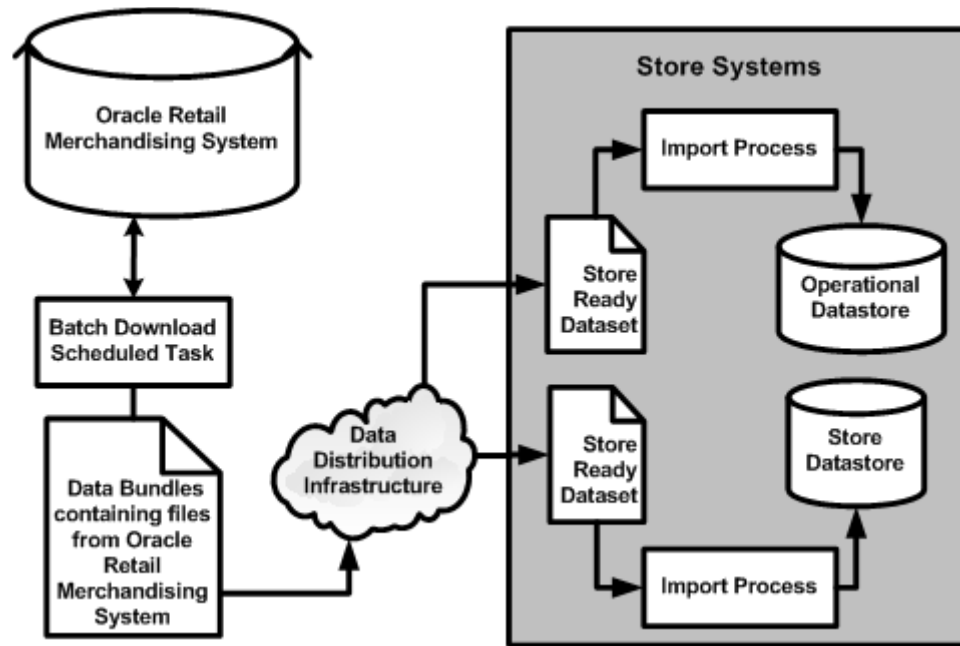 Oracle Retail
Merchandising System
Batch Download
Scheduled Task
Data Bundles
containing files
from Oracle
Retail
Merchandising
System
Data
Distribution
Infrastructure
Store Systems
Import Process
Store
Ready
Dataset
Operational
Datastore
Store
Ready
Dataset
Store
Datastore
Import Process